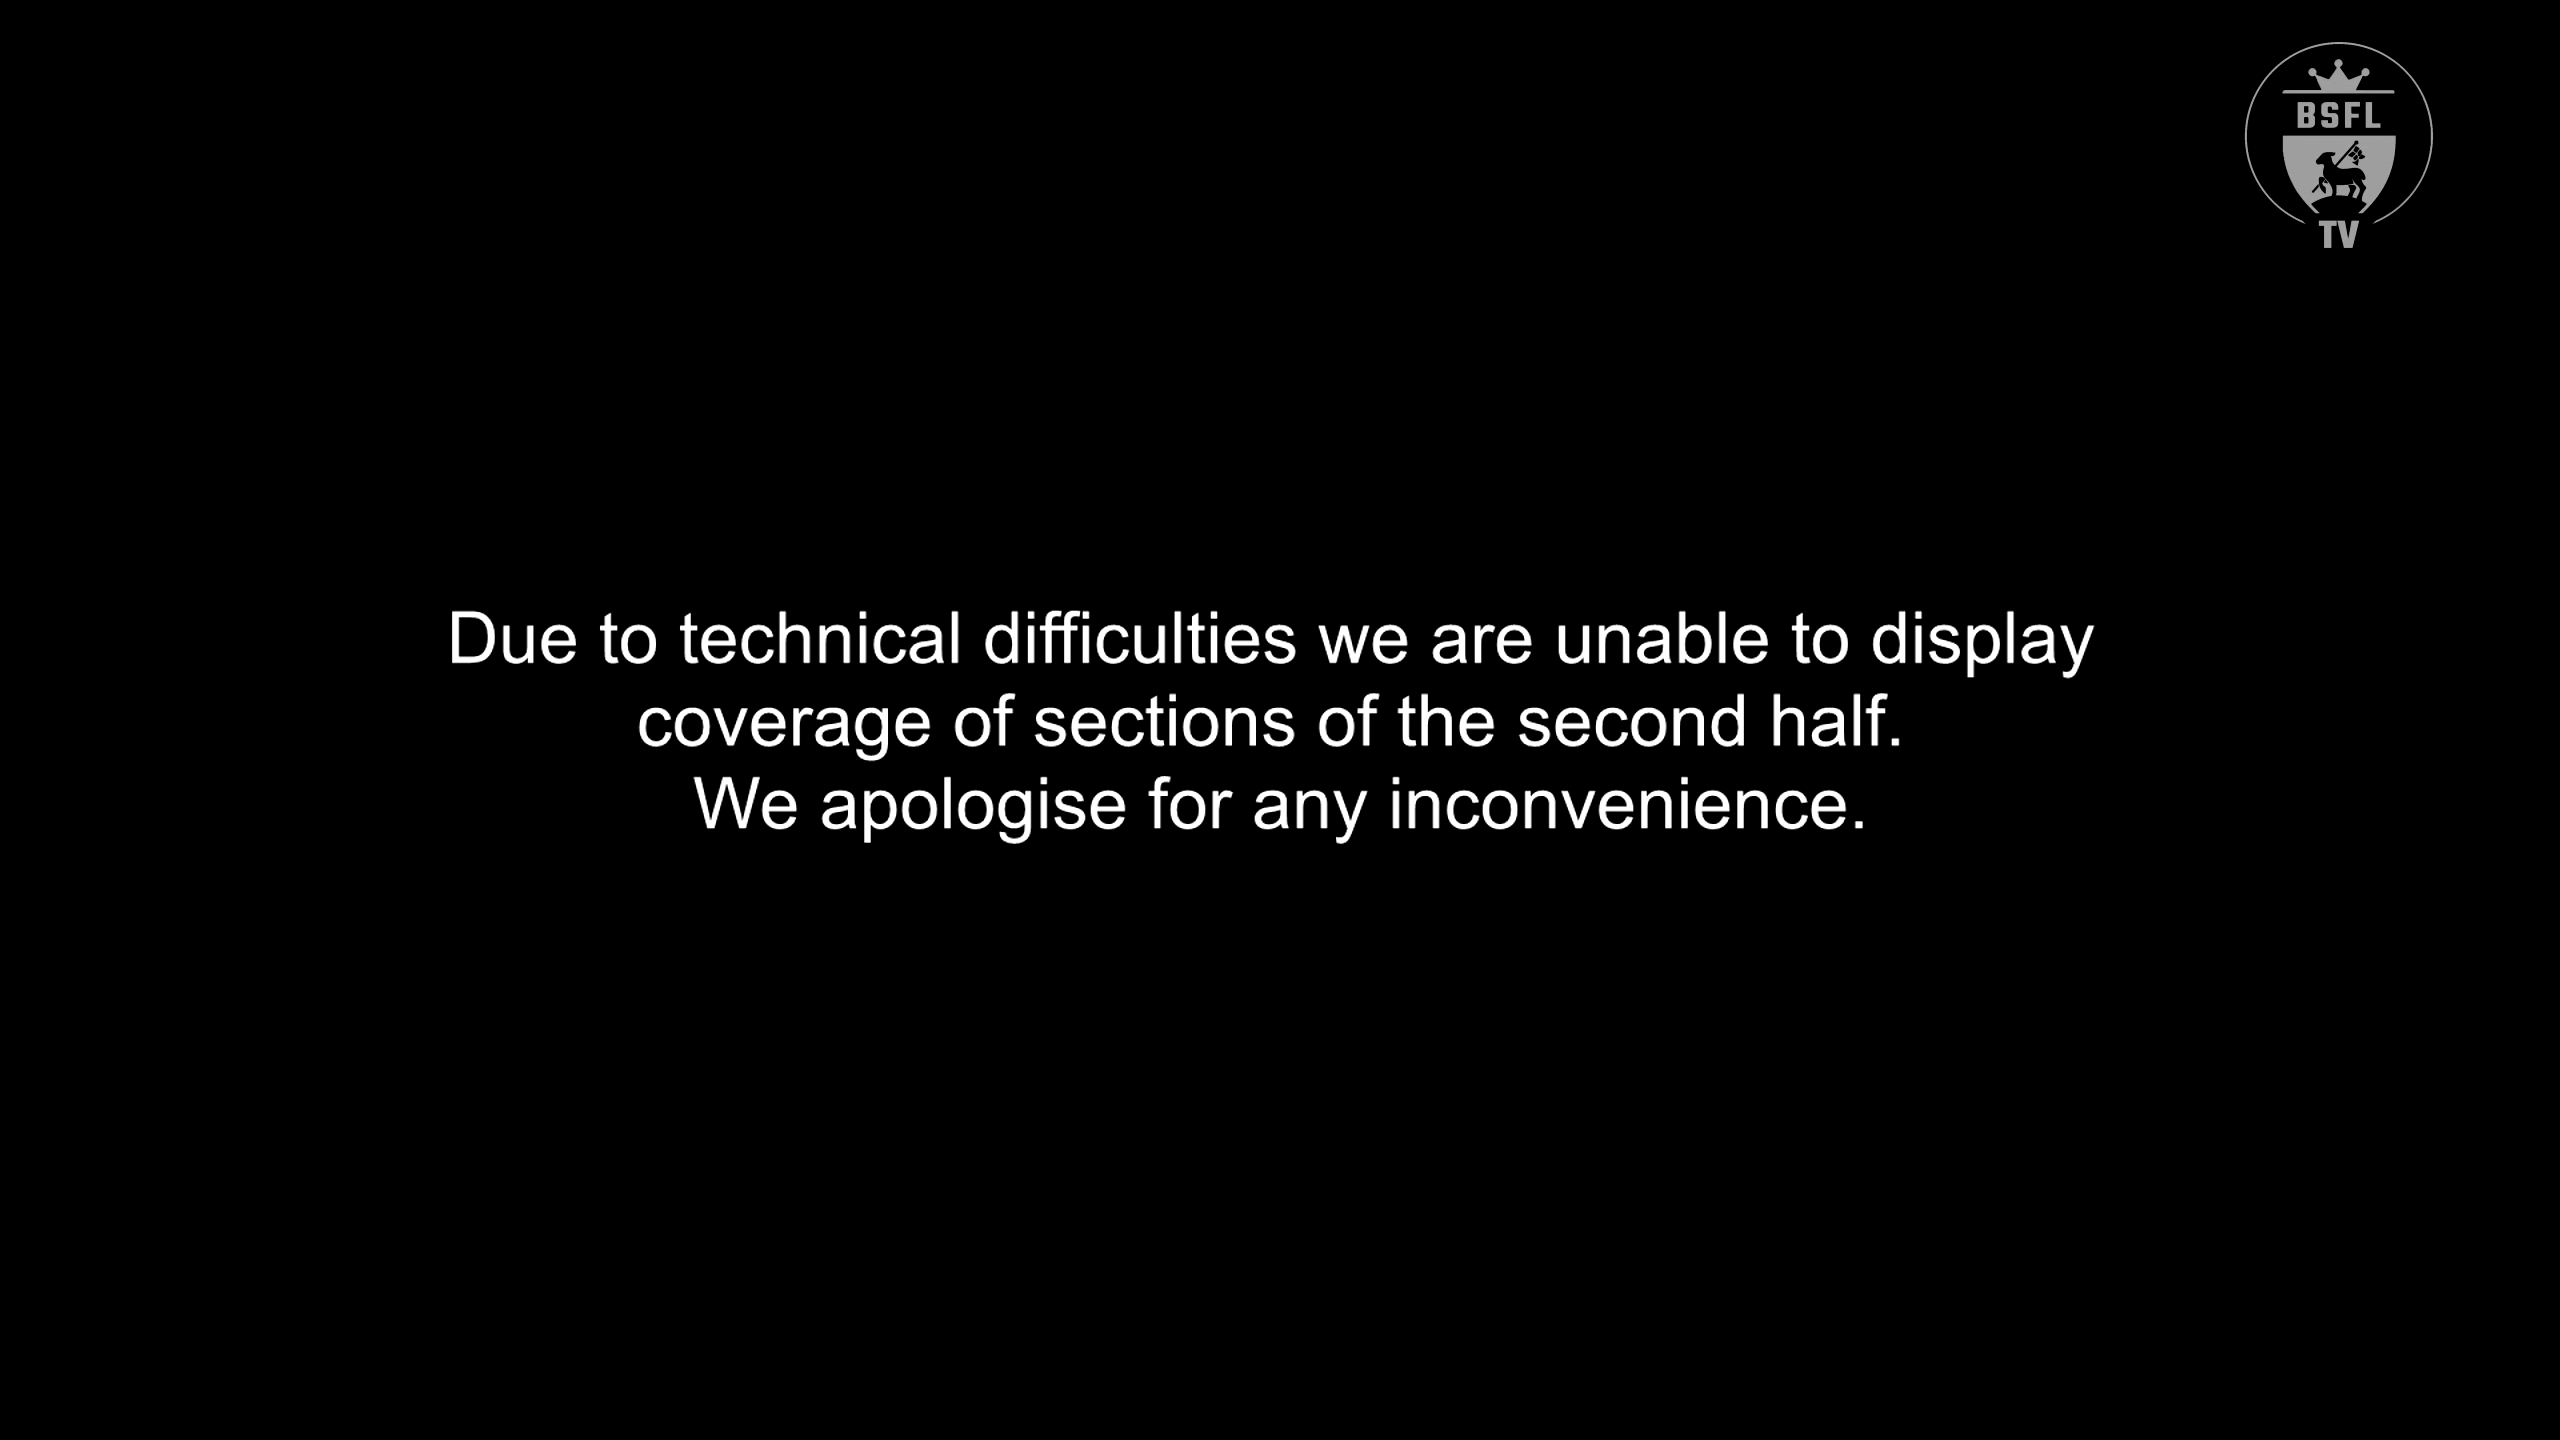 BSFL
TV
Due to technical difficulties we are unable to display
coverage of sections of the second half.
We apologise for any inconvenience.